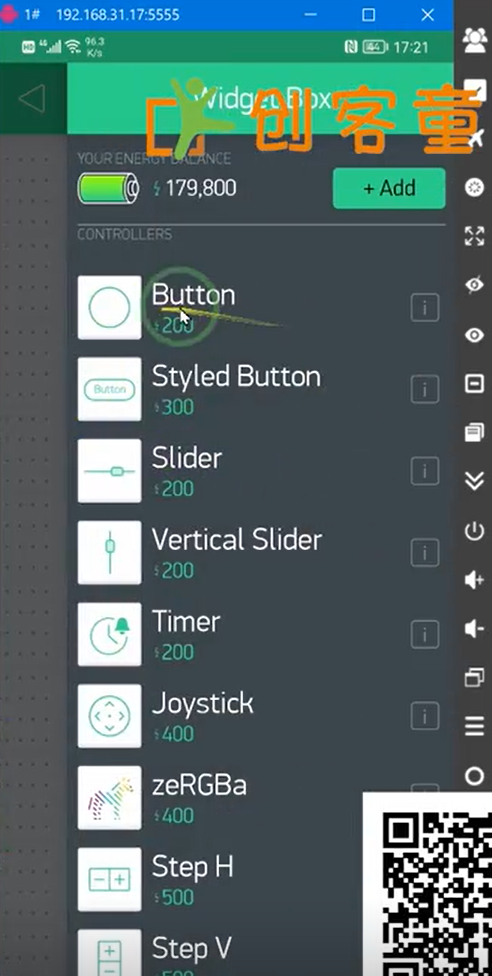 1# 192.168.31.17:5555
HD 4G 96.3 K/s 17:21
Widget Box
创客童
YOUR ENERGY BALANCE
179,800
+ Add
CONTROLLERS
Button
200
Styled Button
Button
300
Slider
200
Vertical Slider
200
Timer
200
Joystick
400
zeRGBa
400
Step H
500
Step V